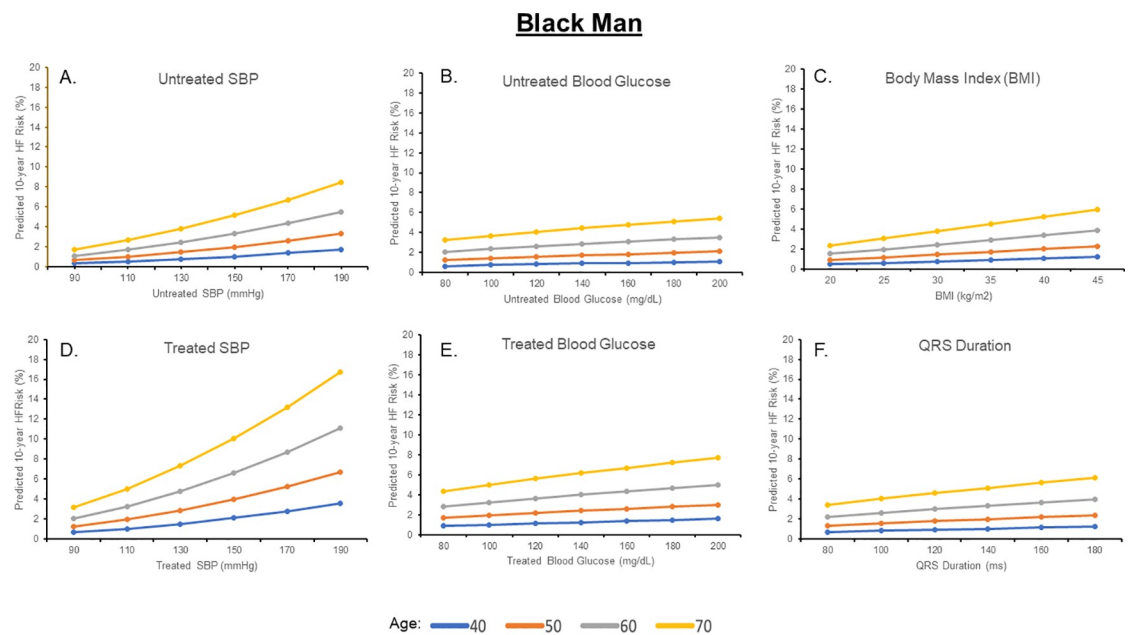 Black Man
A.
Untreated SBP
Predicted 10-year HF Risk (%)
20
18
16
14
12
10
8
6
4
2
0
90 110 130 150 170 190
Untreated SBP (mmHg)
B.
Untreated Blood Glucose
Predicted 10-year HF Risk (%)
20
18
16
14
12
10
8
6
4
2
0
80 100 120 140 160 180 200
Untreated Blood Glucose (mg/dL)
C.
Body Mass Index (BMI)
Predicted 10-year HF Risk (%)
20
18
16
14
12
10
8
6
4
2
0
20 25 30 35 40 45
BMI (kg/m2)
D.
Treated SBP
Predicted 10-year HFRisk (%)
20
18
16
14
12
10
8
6
4
2
0
90 110 130 150 170 190
Treated SBP (mmHg)
E.
Treated Blood Glucose
Predicted 10-year HF Risk (%)
20
18
16
14
12
10
8
6
4
2
0
80 100 120 140 160 180 200
Treated Blood Glucose (mg/dL)
F.
QRS Duration
Predicted 10-year HF Risk (%)
20
18
16
14
12
10
8
6
4
2
0
80 100 120 140 160 180
QRS Duration (ms)
Age: 40 50 60 70